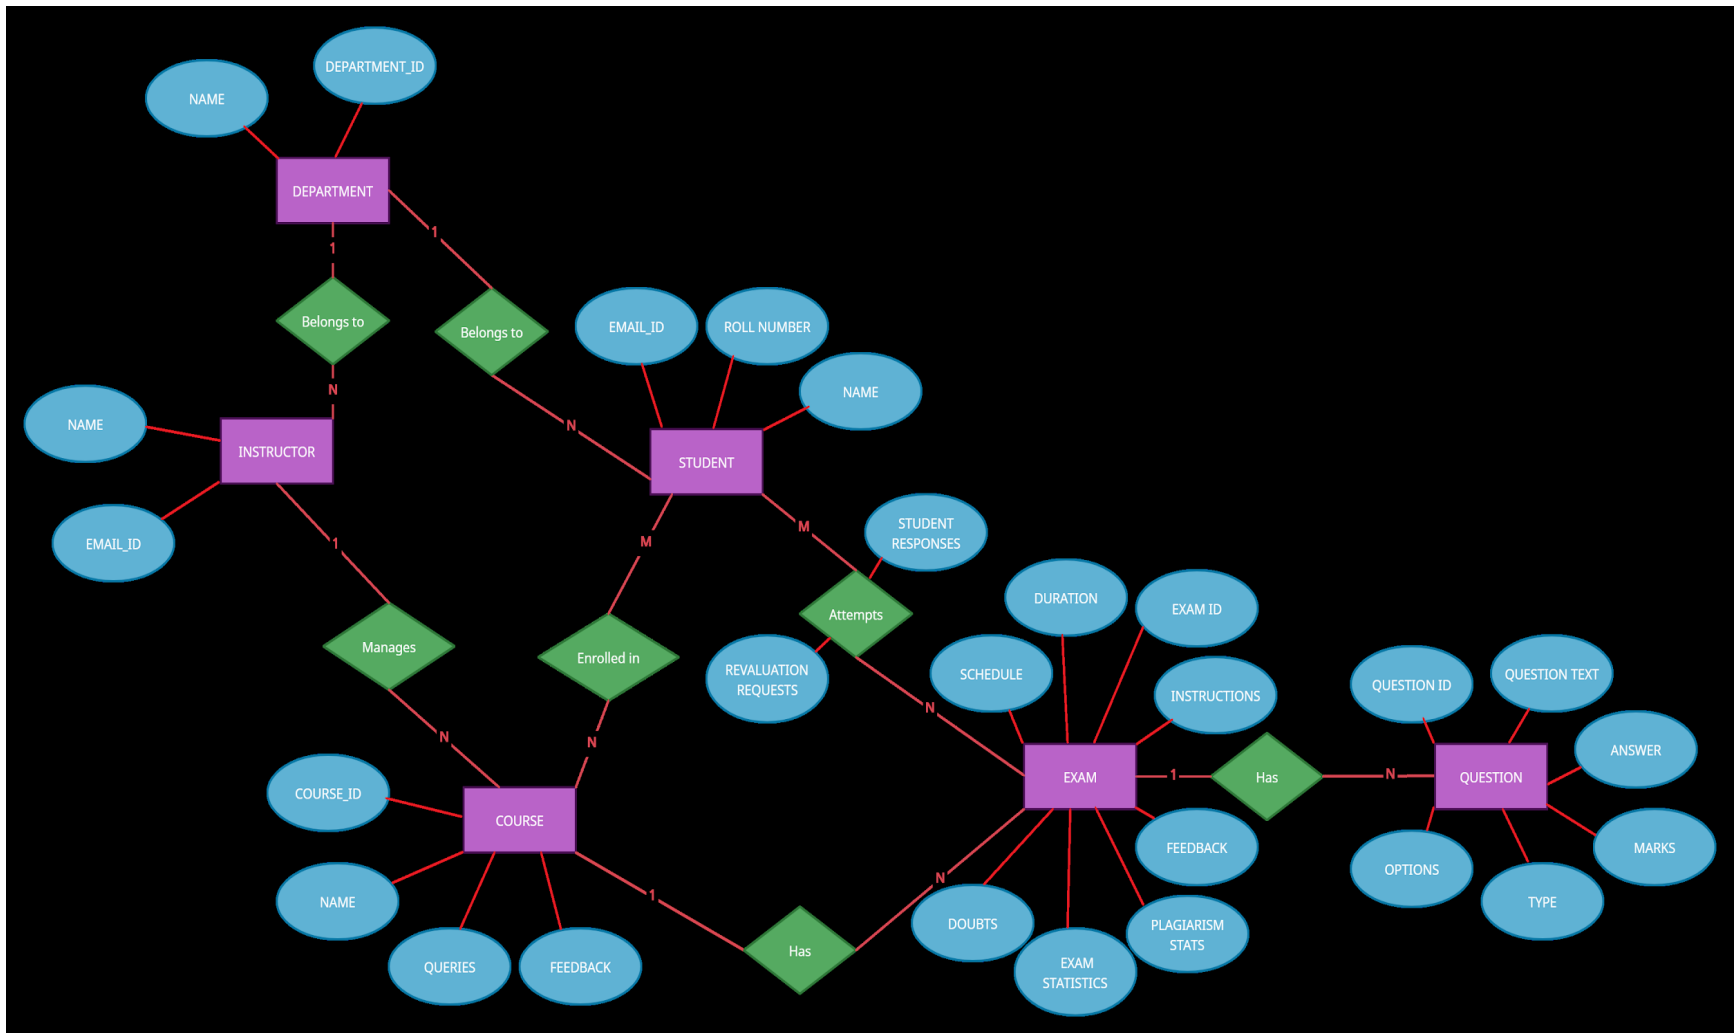 DEPARTMENT_ID
NAME
DEPARTMENT
1
1
Belongs to
Belongs to
EMAIL_ID
ROLL NUMBER
NAME
N
N
NAME
INSTRUCTOR
STUDENT
EMAIL_ID
1
M
M
STUDENT
RESPONSES
Manages
Enrolled in
Attempts
REVALUATION
REQUESTS
DURATION
EXAM ID
SCHEDULE
INSTRUCTIONS
QUESTION ID
QUESTION TEXT
N
N
N
ANSWER
EXAM
1
Has
N
QUESTION
COURSE_ID
COURSE
FEEDBACK
MARKS
OPTIONS
NAME
1
N
TYPE
DOUBTS
PLAGIARISM
STATS
QUERIES
FEEDBACK
Has
EXAM
STATISTICS